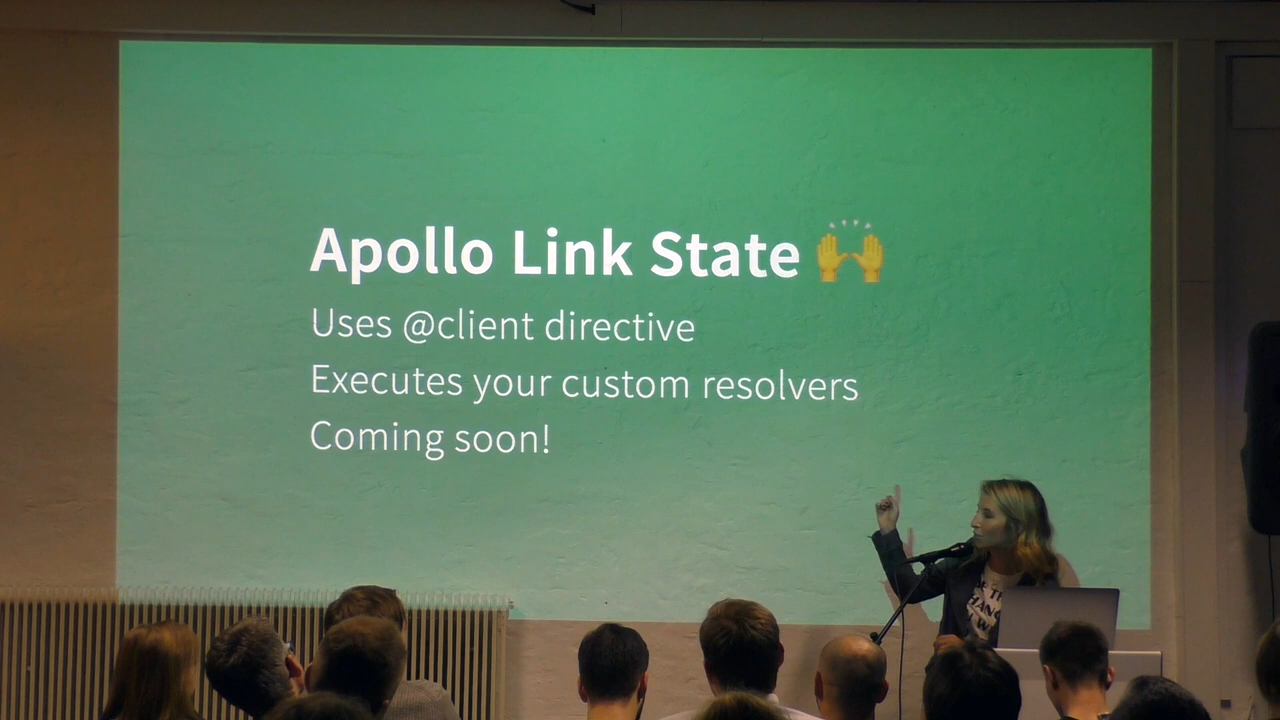 Apollo Link State 🙌
Uses @client directive
Executes your custom resolvers
Coming soon!